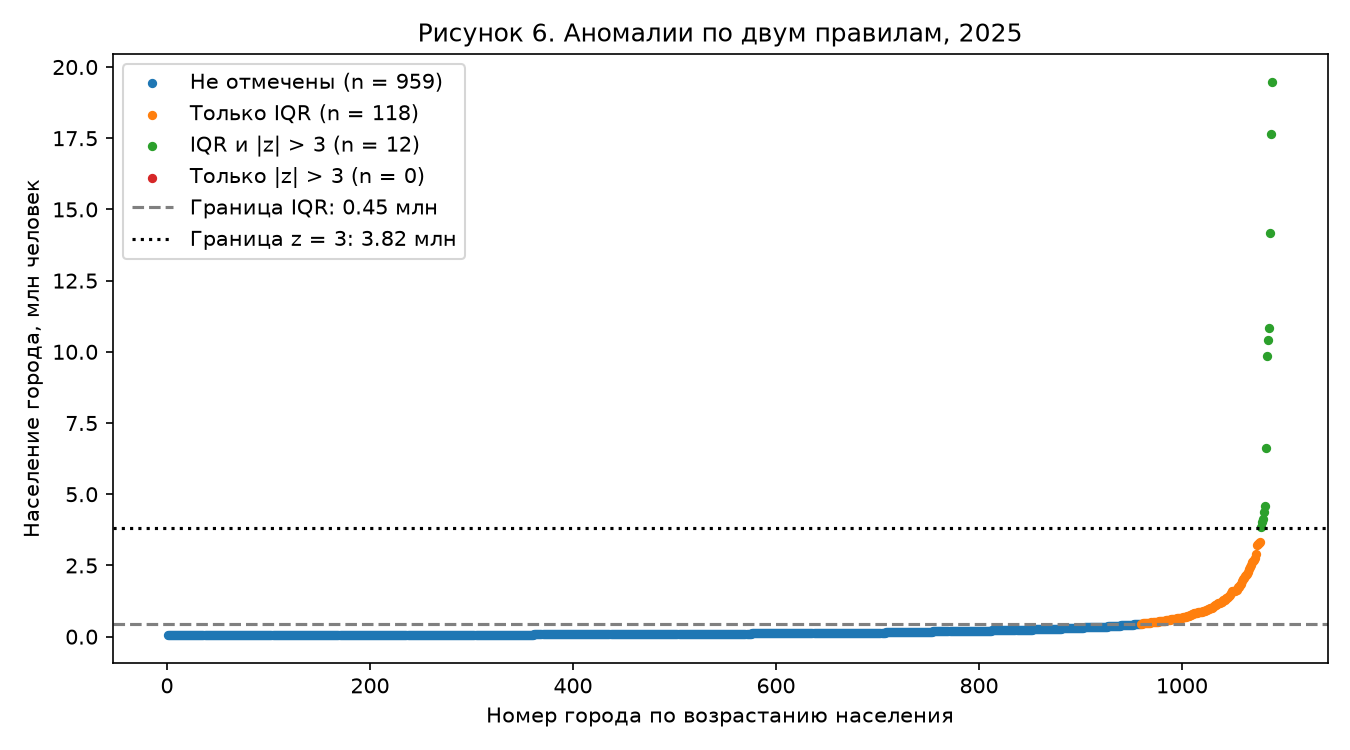 Рисунок 6. Аномалии по двум правилам, 2025
Не отмечены (n = 959)
Только IQR (n = 118)
IQR и |z| > 3 (n = 12)
Только |z| > 3 (n = 0)
Граница IQR: 0.45 млн
Граница z = 3: 3.82 млн
Население города, млн человек
20.0
17.5
15.0
12.5
10.0
7.5
5.0
2.5
0.0
0 200 400 600 800 1000
Номер города по возрастанию населения